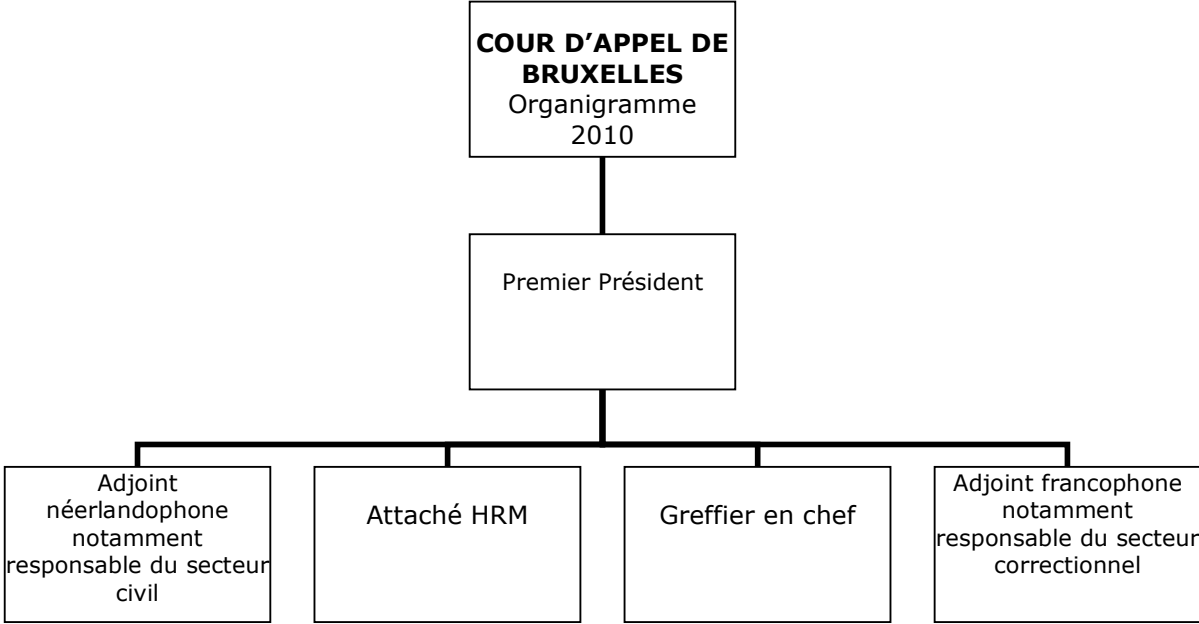 COUR D’APPEL DE
BRUXELLES
Organigramme
2010
Premier Président
Adjoint
néerlandophone
notamment
responsable du secteur
civil
Attaché HRM
Greffier en chef
Adjoint francophone
notamment
responsable du secteur
correctionnel